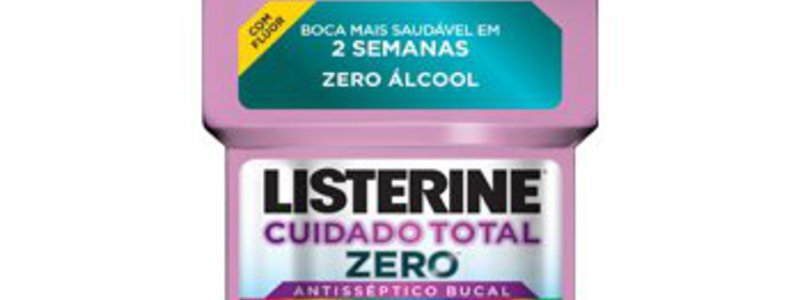 COM
FLÚOR
BOCA MAIS SAUDÁVEL EM
2 SEMANAS
ZERO ÁLCOOL
LISTERINE
CUIDADO TOTAL
ZERO
ANTISSÉPTICO BUCAL